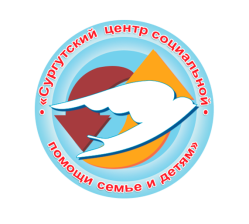 • «Сургутский центр социальной •
помощи семье и детям»